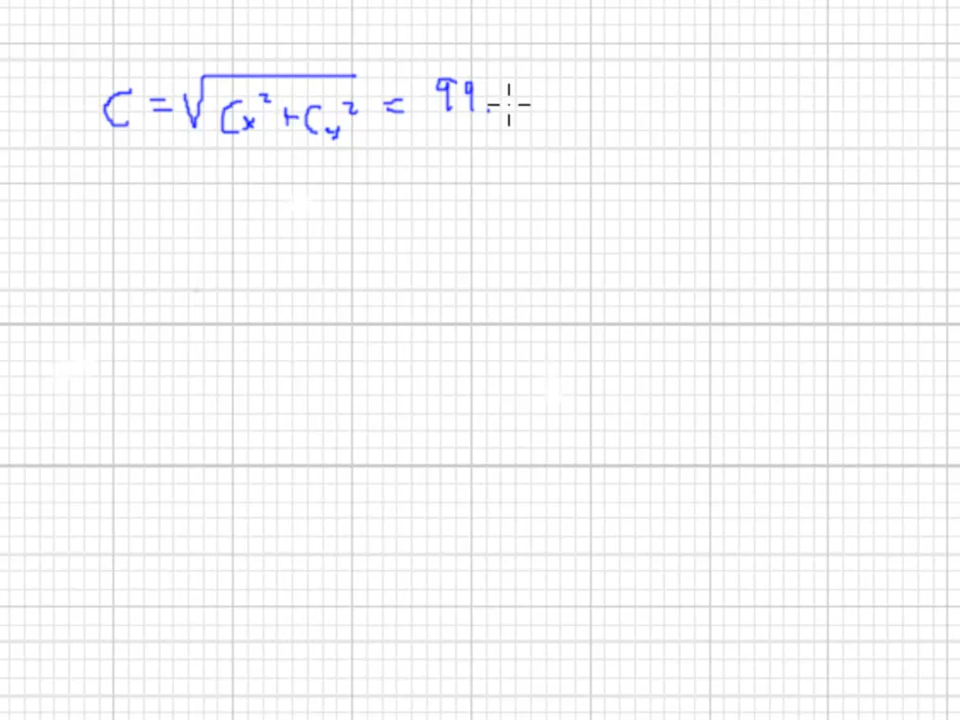 C = √(Cx² + Cy²) = 99.